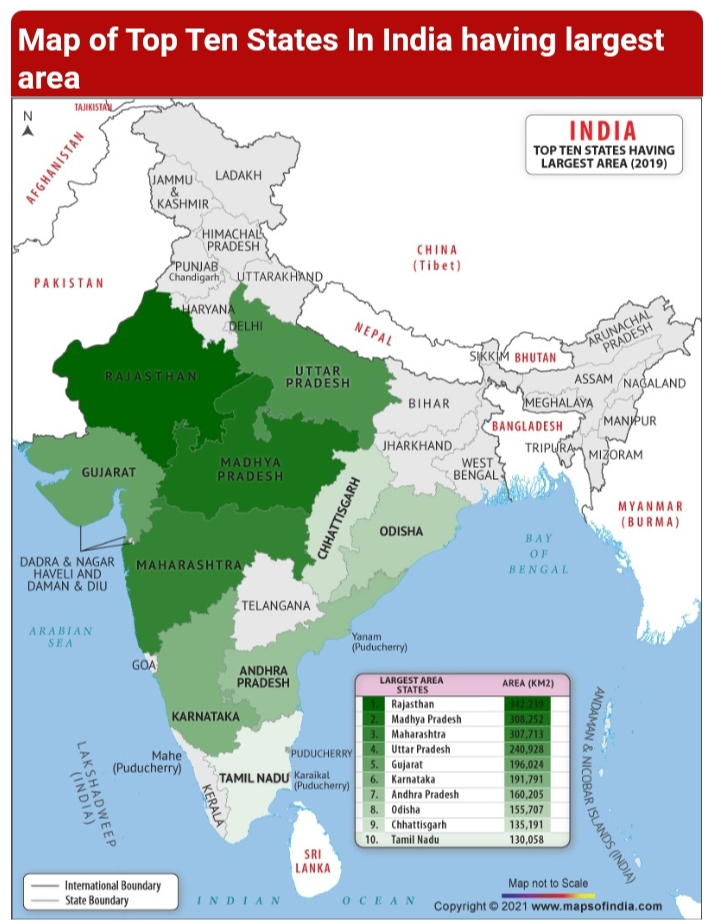 Map of Top Ten States In India having largest
area
N
TAJIKISTAN
AFGHANISTAN
INDIA
TOP TEN STATES HAVING
LARGEST AREA (2019)
LADAKH
JAMMU
&
KASHMIR
HIMACHAL
PRADESH
CHINA
(Tibet)
PUNJAB
Chandigarh
UTTARAKHAND
PAKISTAN
HARYANA
DELHI
NEPAL
ARUNACHAL
PRADESH
SIKKIM
BHUTAN
RAJASTHAN
UTTAR
PRADESH
ASSAM
NAGALAND
BIHAR
MEGHALAYA
MANIPUR
BANGLADESH
JHARKHAND
TRIPURA
MIZORAM
GUJARAT
MADHYA
PRADESH
WEST
BENGAL
CHHATTISGARH
ODISHA
MYANMAR
(BURMA)
BAY
OF
BENGAL
DADRA & NAGAR
HAVELI AND
DAMAN & DIU
MAHARASHTRA
TELANGANA
ARABIAN
SEA
Yanam
(Puducherry)
GOA
ANDHRA
PRADESH
KARNATAKA
LARGEST AREA
STATES
AREA (KM2)
1. Rajasthan 342,239
2. Madhya Pradesh 308,252
3. Maharashtra 307,713
4. Uttar Pradesh 240,928
5. Gujarat 196,024
6. Karnataka 191,791
7. Andhra Pradesh 160,205
8. Odisha 155,707
9. Chhattisgarh 135,191
10. Tamil Nadu 130,058
ANDAMAN & NICOBAR ISLANDS (INDIA)
LAKSHADWEEP
(INDIA)
Mahe
(Puducherry)
PUDUCHERRY
TAMIL NADU
Karaikal
(Puducherry)
KERALA
SRI
LANKA
International Boundary
State Boundary
INDIAN OCEAN
Map not to Scale
Copyright © 2021 www.mapsofindia.com